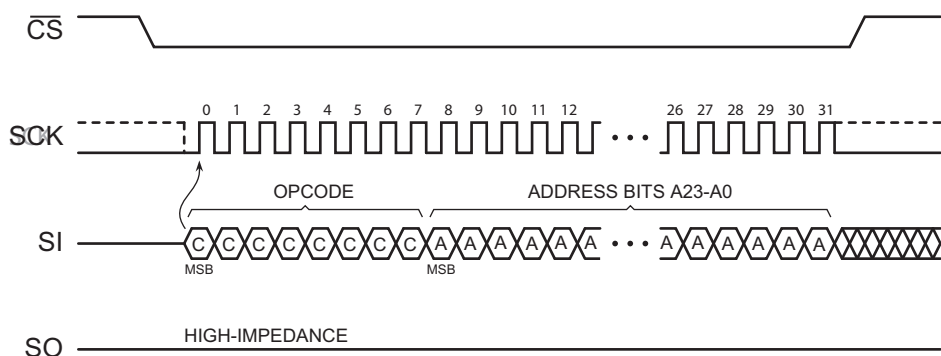 CS
0 1 2 3 4 5 6 7 8 9 10 11 12 26 27 28 29 30 31
SCK
OPCODE ADDRESS BITS A23-A0
SI C C C C C C C C A A A A A A A A A A A A
MSB MSB
HIGH-IMPEDANCE
SO